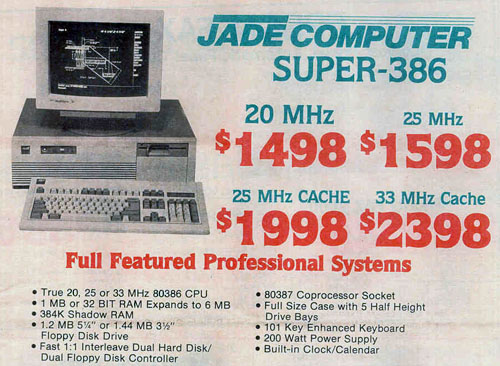 JADE COMPUTER
SUPER-386
20 MHz
$1498
25 MHz
$1598
25 MHz CACHE
$1998
33 MHz Cache
$2398
Full Featured Professional Systems
• True 20, 25 or 33 MHz 80386 CPU
• 1 MB or 32 BIT RAM Expands to 6 MB
• 384K Shadow RAM
• 1.2 MB 5¼" or 1.44 MB 3½"
Floppy Disk Drive
• Fast 1:1 Interleave Dual Hard Disk/
Dual Floppy Disk Controller
• 80387 Coprocessor Socket
• Full Size Case with 5 Half Height
Drive Bays
• 101 Key Enhanced Keyboard
• 200 Watt Power Supply
• Built-in Clock/Calendar